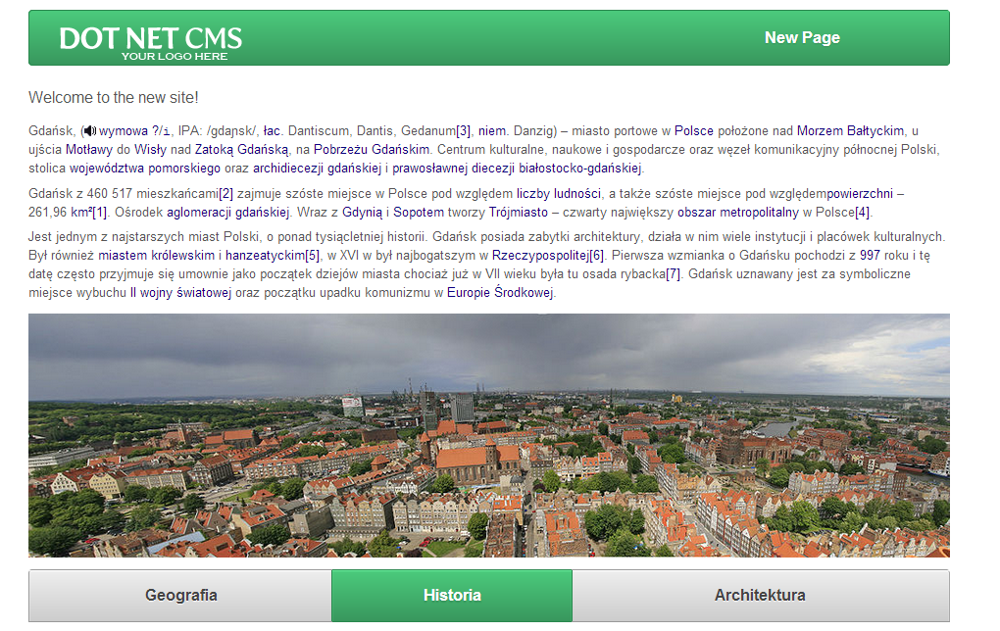 DOT NET CMS
YOUR LOGO HERE
New Page
Welcome to the new site!
Gdańsk, (wymowa ?/i, IPA: /gdaɲsk/, łac. Dantiscum, Dantis, Gedanum[3], niem. Danzig) – miasto portowe w Polsce położone nad Morzem Bałtyckim, u
ujścia Motławy do Wisły nad Zatoką Gdańską, na Pobrzeżu Gdańskim. Centrum kulturalne, naukowe i gospodarcze oraz węzeł komunikacyjny północnej Polski,
stolica województwa pomorskiego oraz archidiecezji gdańskiej i prawosławnej diecezji białostocko-gdańskiej.
Gdańsk z 460 517 mieszkańcami[2] zajmuje szóste miejsce w Polsce pod względem liczby ludności, a także szóste miejsce pod względempowierzchni –
261,96 km²[1]. Ośrodek aglomeracji gdańskiej. Wraz z Gdynią i Sopotem tworzy Trójmiasto – czwarty największy obszar metropolitalny w Polsce[4].
Jest jednym z najstarszych miast Polski, o ponad tysiącletniej historii. Gdańsk posiada zabytki architektury, działa w nim wiele instytucji i placówek kulturalnych.
Był również miastem królewskim i hanzeatyckim[5], w XVI w był najbogatszym w Rzeczypospolitej[6]. Pierwsza wzmianka o Gdańsku pochodzi z 997 roku i tę
datę często przyjmuje się umownie jako początek dziejów miasta chociaż już w VII wieku była tu osada rybacka[7]. Gdańsk uznawany jest za symboliczne
miejsce wybuchu II wojny światowej oraz początku upadku komunizmu w Europie Środkowej.
Geografia
Historia
Architektura